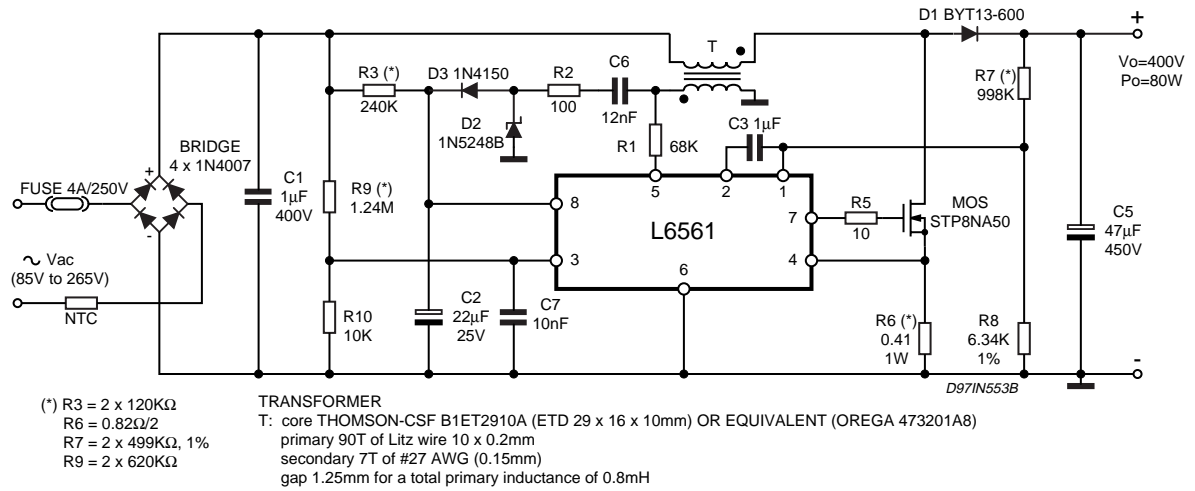 D1 BYT13-600
+
Vo=400V
Po=80W
T
R3 (*)
240K
D3 1N4150
R2
100
C6
12nF
R7 (*)
998K
D2
1N5248B
C3 1µF
R1
68K
BRIDGE
4 x 1N4007
+
-
FUSE 4A/250V
C1
1µF
400V
R9 (*)
1.24M
5
2
1
8
3
7
4
6
L6561
R5
10
MOS
STP8NA50
C5
47µF
450V
Vac
(85V to 265V)
NTC
R10
10K
C2
22µF
25V
C7
10nF
R6 (*)
0.41
1W
R8
6.34K
1%
-
D97IN553B
(*) R3 = 2 x 120KΩ
R6 = 0.82Ω/2
R7 = 2 x 499KΩ, 1%
R9 = 2 x 620KΩ
TRANSFORMER
T: core THOMSON-CSF B1ET2910A (ETD 29 x 16 x 10mm) OR EQUIVALENT (OREGA 473201A8)
primary 90T of Litz wire 10 x 0.2mm
secondary 7T of #27 AWG (0.15mm)
gap 1.25mm for a total primary inductance of 0.8mH